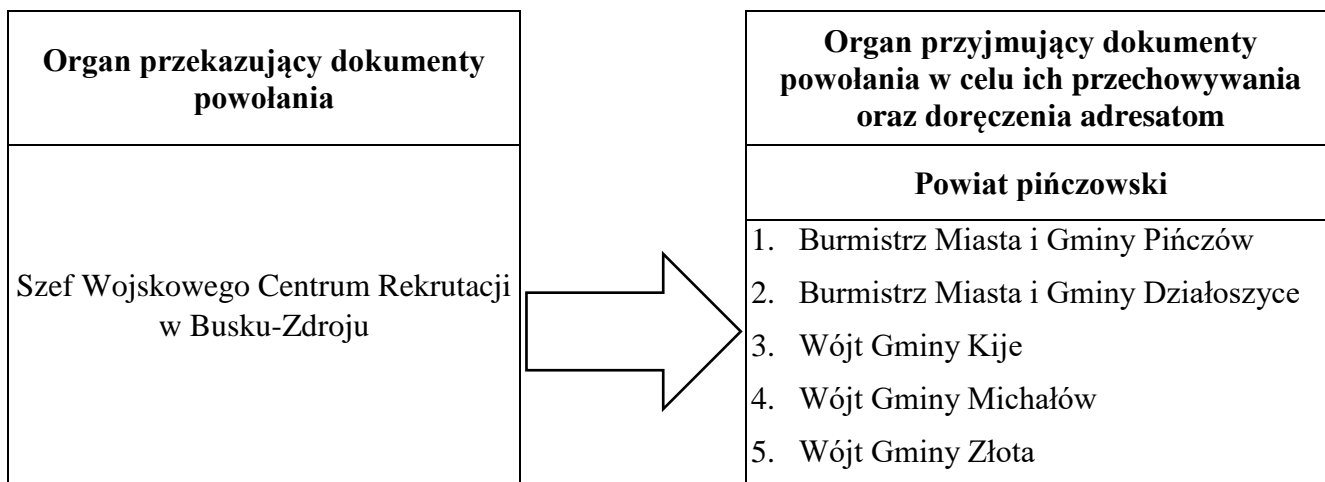 Organ przekazujący dokumenty
powołania
Szef Wojskowego Centrum Rekrutacji
w Busku-Zdroju
Organ przyjmujący dokumenty
powołania w celu ich przechowywania
oraz doręczenia adresatom
Powiat pińczowski
1. Burmistrz Miasta i Gminy Pińczów
2. Burmistrz Miasta i Gminy Działoszyce
3. Wójt Gminy Kije
4. Wójt Gminy Michałów
5. Wójt Gminy Złota